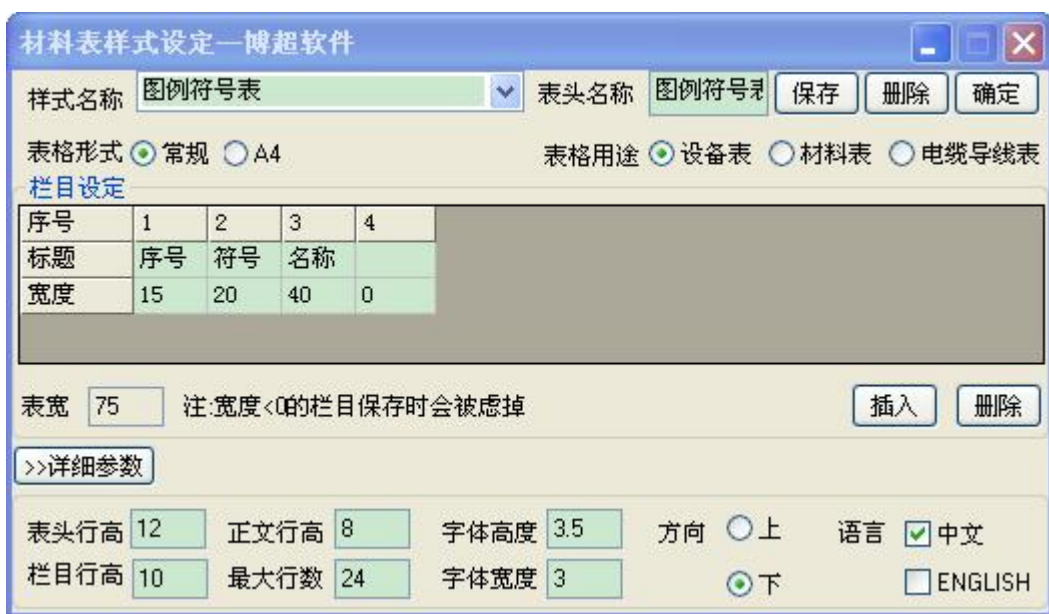 材料表样式设定—博超软件
样式名称 图例符号表 表头名称 图例符号表 保存 删除 确定
表格形式 常规 A4 表格用途 设备表 材料表 电缆导线表
栏目设定
序号 1 2 3 4
标题 序号 符号 名称
宽度 15 20 40 0
表宽 75 注:宽度<0的栏目保存时会被虑掉 插入 删除
>>详细参数
表头行高 12 正文行高 8 字体高度 3.5 方向 上 语言 中文
栏目行高 10 最大行数 24 字体宽度 3 下 ENGLISH